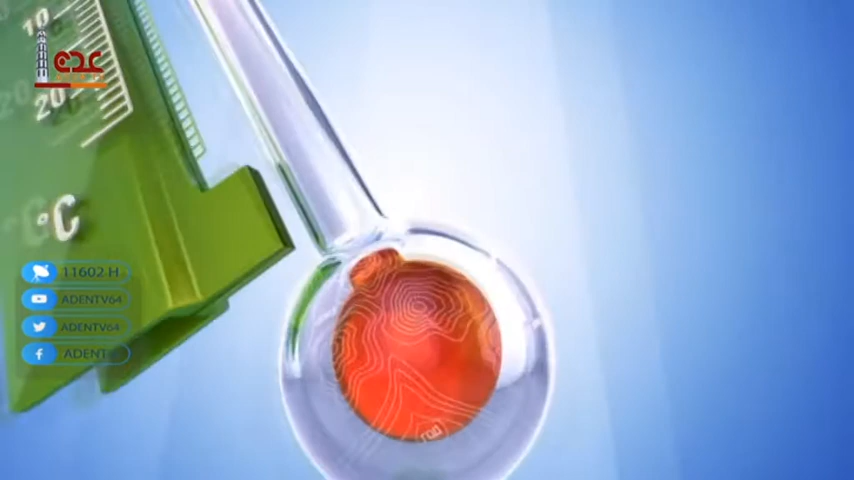 10
عدن
20
°C
11602 H
ADENTV64
ADENTV64
ADENT